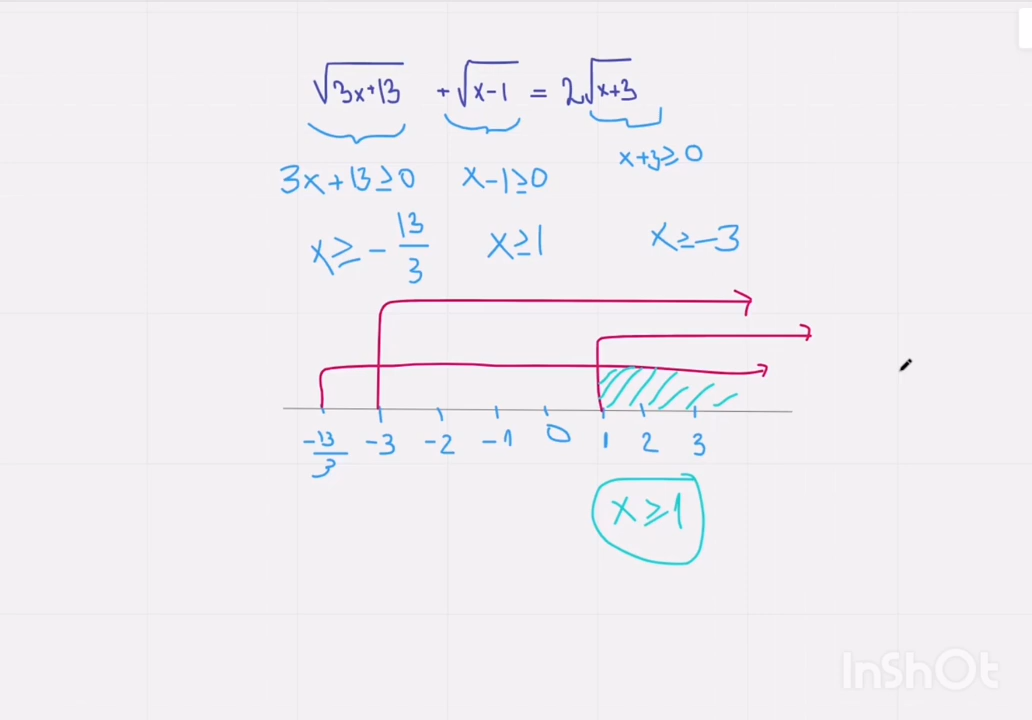 √3x+13 + √x-1 = 2√x+3
x+3≥0
3x+13≥0 x-1≥0
x≥-13/3 x≥1 x≥-3
-13/3 -3 -2 -1 0 1 2 3
x≥1
InShOt